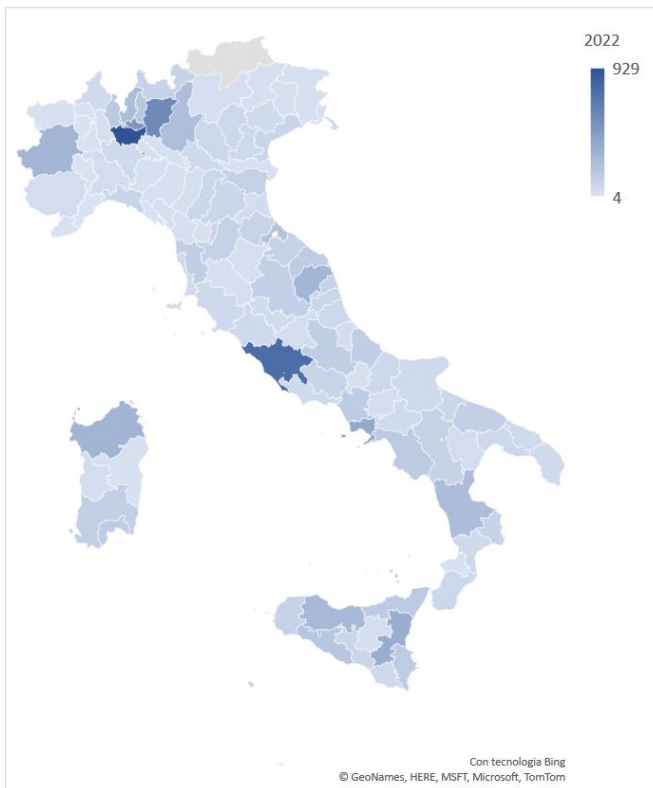 2022
929
4
Con tecnologia Bing
© GeoNames, HERE, MSFT, Microsoft, TomTom